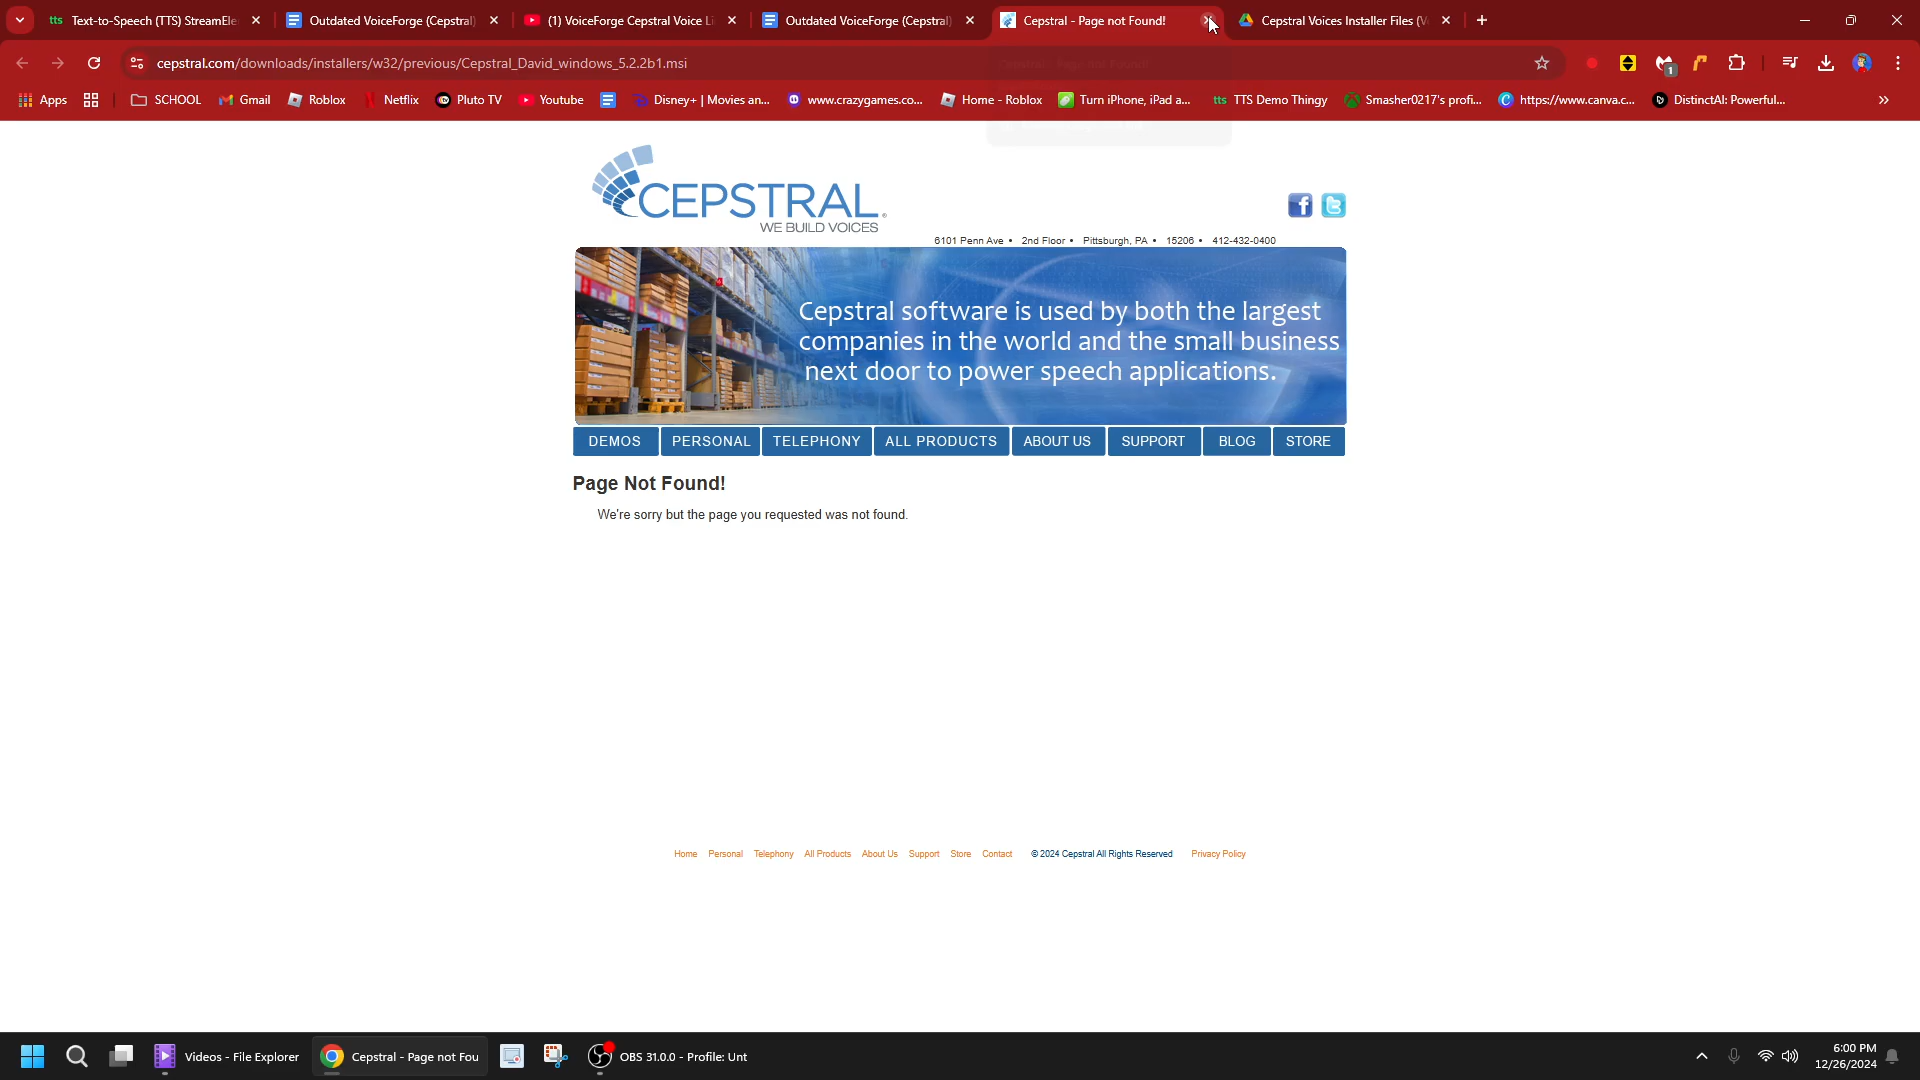 tts Text-to-Speech (TTS) StreamEle
Outdated VoiceForge (Cepstral)
(1) VoiceForge Cepstral Voice Li
Outdated VoiceForge (Cepstral)
Cepstral - Page not Found!
Cepstral Voices Installer Files (V
cepstral.com/downloads/installers/w32/previous/Cepstral_David_windows_5.2.2b1.msi
1
Apps
SCHOOL
Gmail
Roblox
Netflix
Pluto TV
Youtube
Disney+ | Movies an...
www.crazygames.co...
Home - Roblox
Turn iPhone, iPad a...
tts TTS Demo Thingy
Smasher0217's profi...
https://www.canva.c...
DistinctAI: Powerful...
CEPSTRAL®
WE BUILD VOICES
6101 Penn Ave • 2nd Floor • Pittsburgh, PA • 15206 • 412-432-0400
Cepstral software is used by both the largest
companies in the world and the small business
next door to power speech applications.
DEMOS
PERSONAL
TELEPHONY
ALL PRODUCTS
ABOUT US
SUPPORT
BLOG
STORE
Page Not Found!
We're sorry but the page you requested was not found.
Home Personal Telephony All Products About Us Support Store Contact © 2024 Cepstral All Rights Reserved Privacy Policy
Videos - File Explorer
Cepstral - Page not Fou
OBS 31.0.0 - Profile: Unt
6:00 PM
12/26/2024